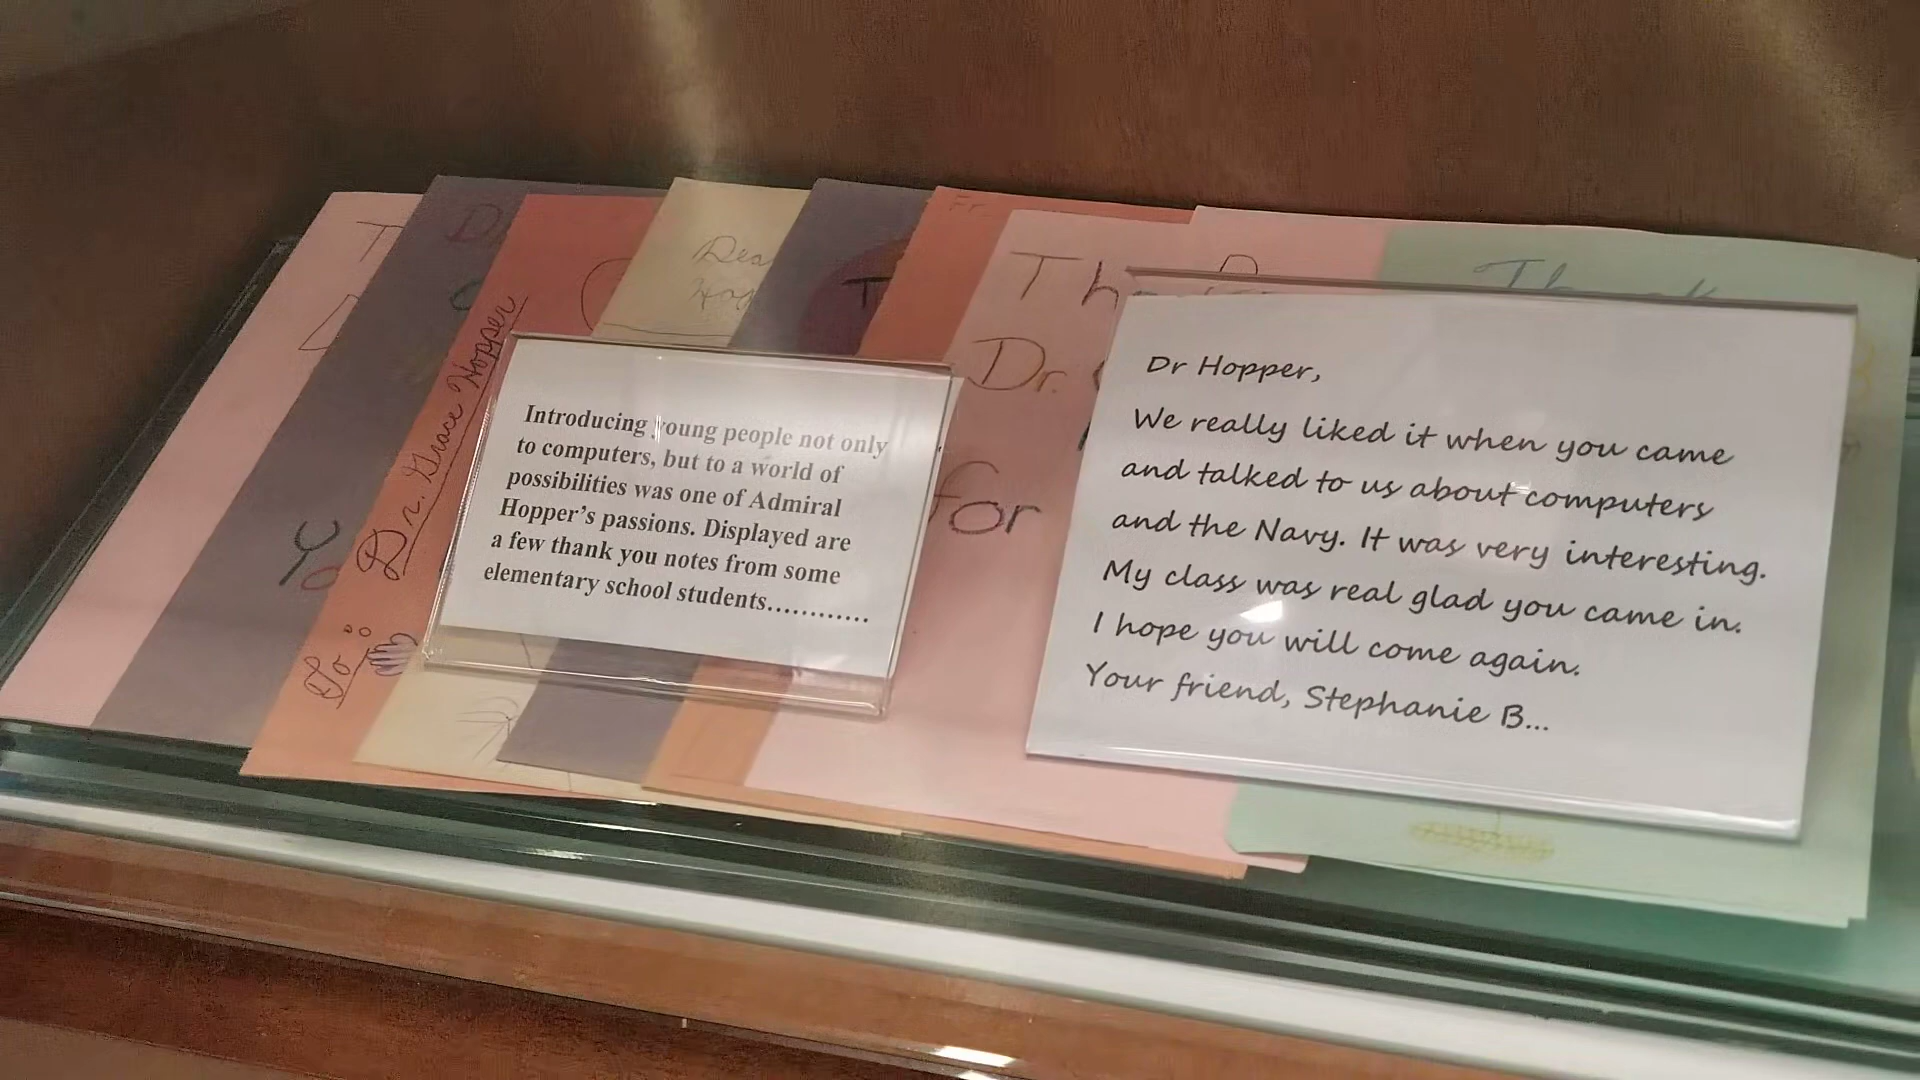 Dr. Grace Hopper
To:
Dr.
for
Introducing young people not only
to computers, but to a world of
possibilities was one of Admiral
Hopper's passions. Displayed are
a few thank you notes from some
elementary school students............
Dr Hopper,
We really liked it when you came
and talked to us about computers
and the Navy. It was very interesting.
My class was real glad you came in.
I hope you will come again.
Your friend, Stephanie B...